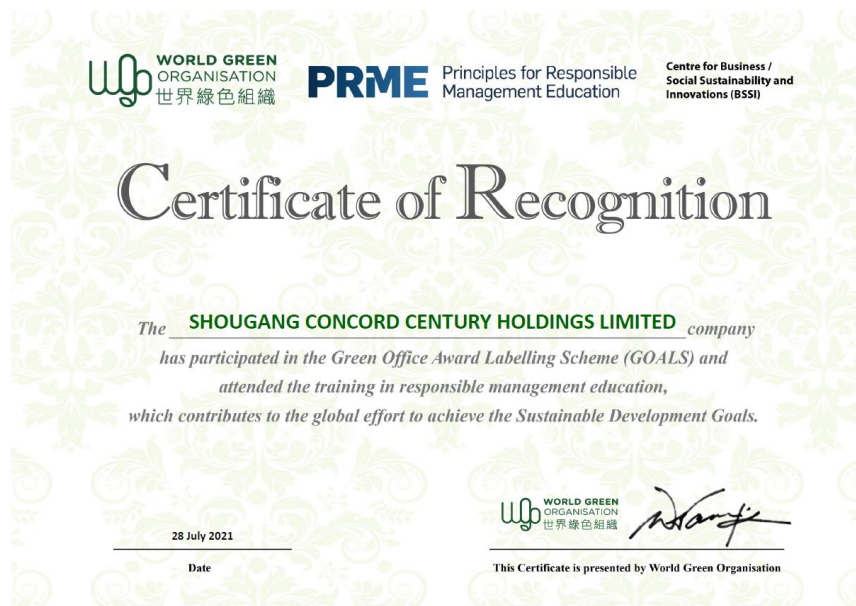 WORLD GREEN
ORGANISATION
世界綠色組織
PRiME
Principles for Responsible
Management Education
Centre for Business /
Social Sustainability and
Innovations (BSSI)
Certificate of Recognition
The SHOUGANG CONCORD CENTURY HOLDINGS LIMITED company
has participated in the Green Office Award Labelling Scheme (GOALS) and
attended the training in responsible management education,
which contributes to the global effort to achieve the Sustainable Development Goals.
WORLD GREEN
ORGANISATION
世界綠色組織
28 July 2021
Date
This Certificate is presented by World Green Organisation